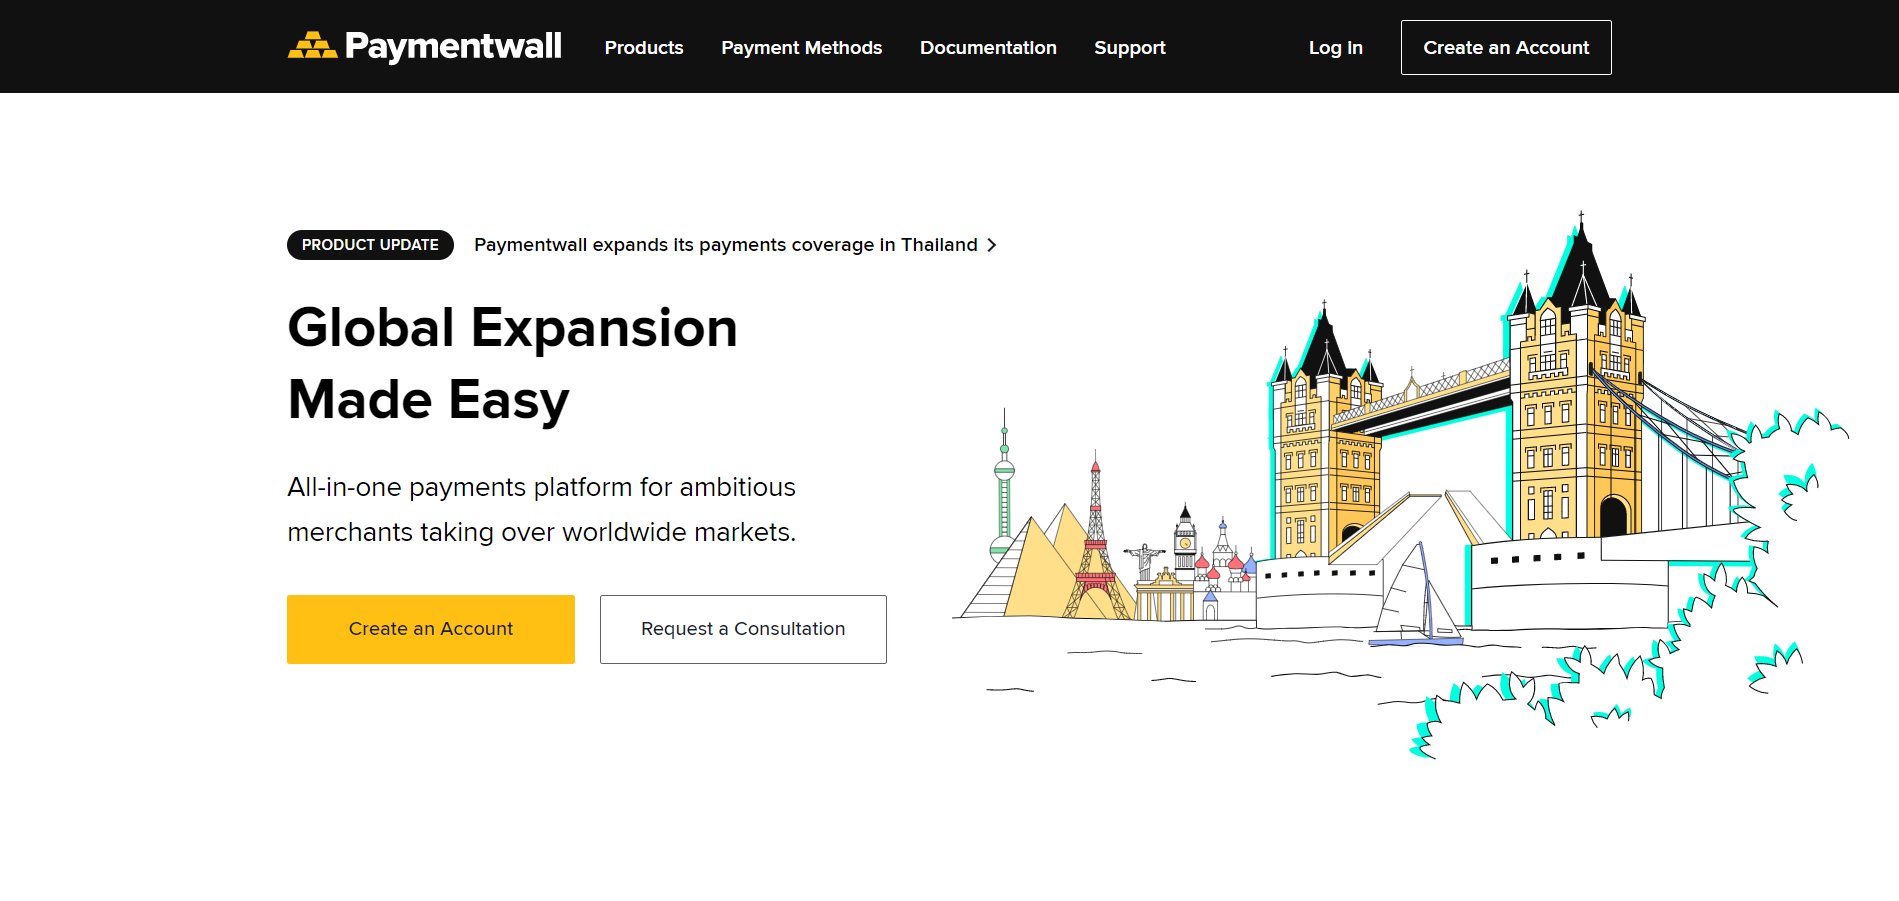 Paymentwall
Products
Payment Methods
Documentation
Support
Log In
Create an Account
PRODUCT UPDATE
Paymentwall expands its payments coverage in Thailand
Global Expansion
Made Easy
All-in-one payments platform for ambitious
merchants taking over worldwide markets.
Create an Account
Request a Consultation